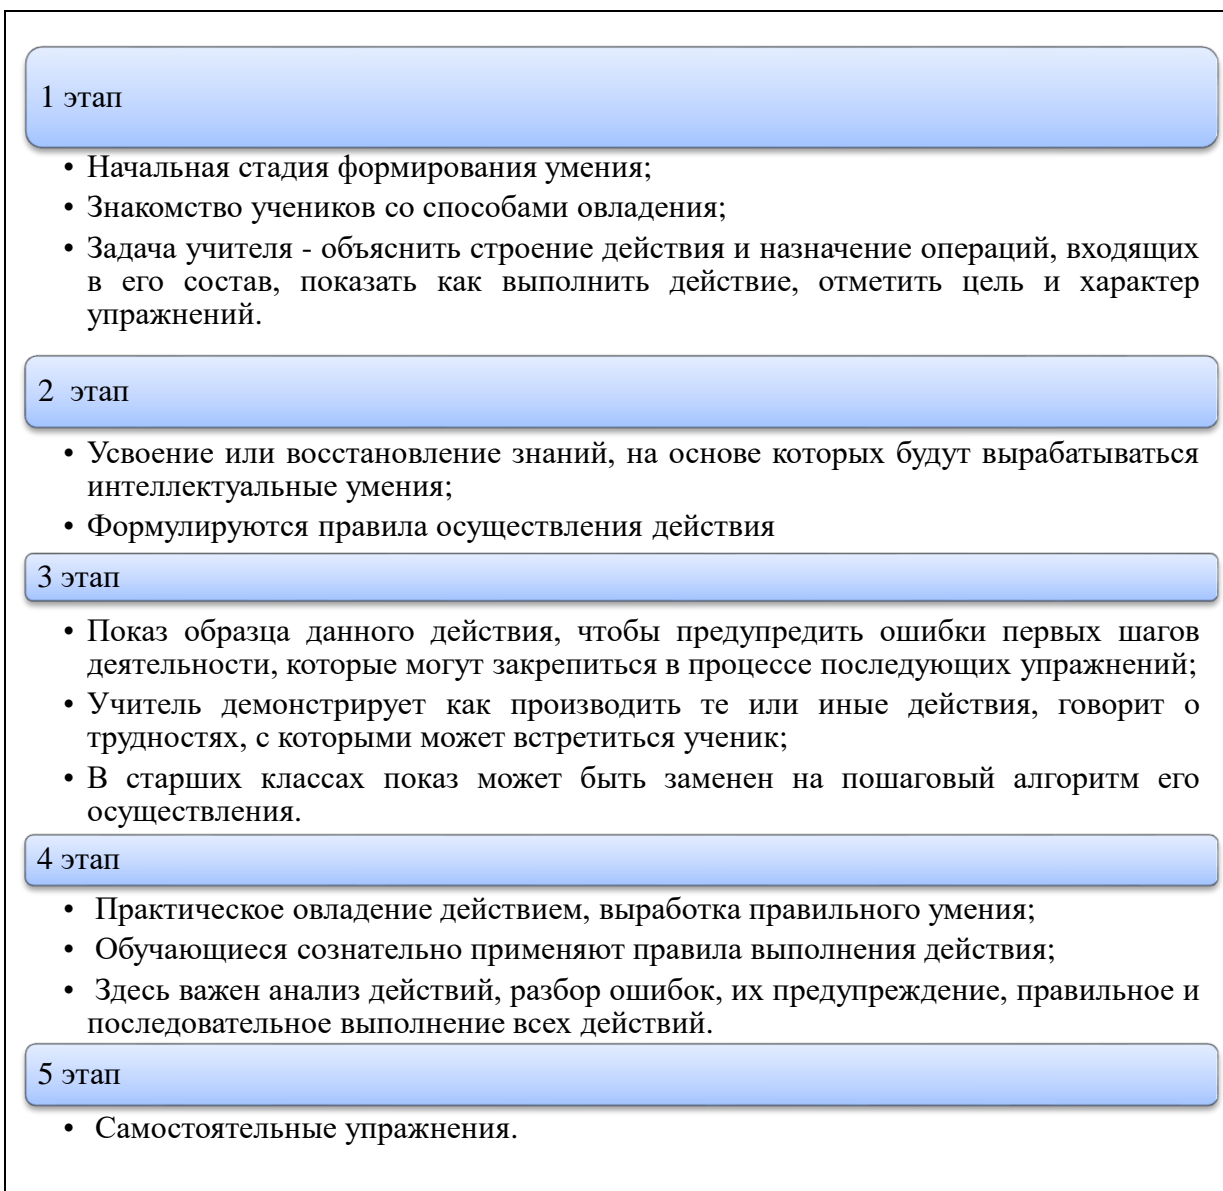 1 этап
• Начальная стадия формирования умения;
• Знакомство учеников со способами овладения;
• Задача учителя - объяснить строение действия и назначение операций, входящих
в его состав, показать как выполнить действие, отметить цель и характер
упражнений.
2 этап
• Усвоение или восстановление знаний, на основе которых будут вырабатываться
интеллектуальные умения;
• Формулируются правила осуществления действия
3 этап
• Показ образца данного действия, чтобы предупредить ошибки первых шагов
деятельности, которые могут закрепиться в процессе последующих упражнений;
• Учитель демонстрирует как производить те или иные действия, говорит о
трудностях, с которыми может встретиться ученик;
• В старших классах показ может быть заменен на пошаговый алгоритм его
осуществления.
4 этап
• Практическое овладение действием, выработка правильного умения;
• Обучающиеся сознательно применяют правила выполнения действия;
• Здесь важен анализ действий, разбор ошибок, их предупреждение, правильное и
последовательное выполнение всех действий.
5 этап
• Самостоятельные упражнения.